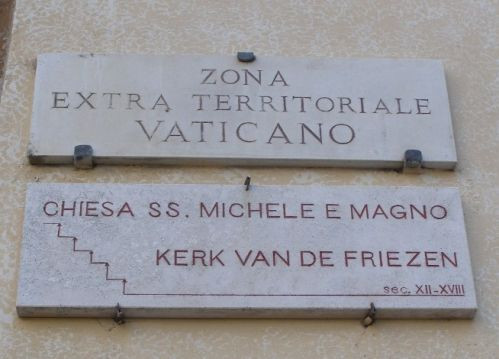 ZONA
EXTRA TERRITORIALE
VATICANO
CHIESA SS. MICHELE E MAGNO
KERK VAN DE FRIEZEN
sec. XII-XVIII